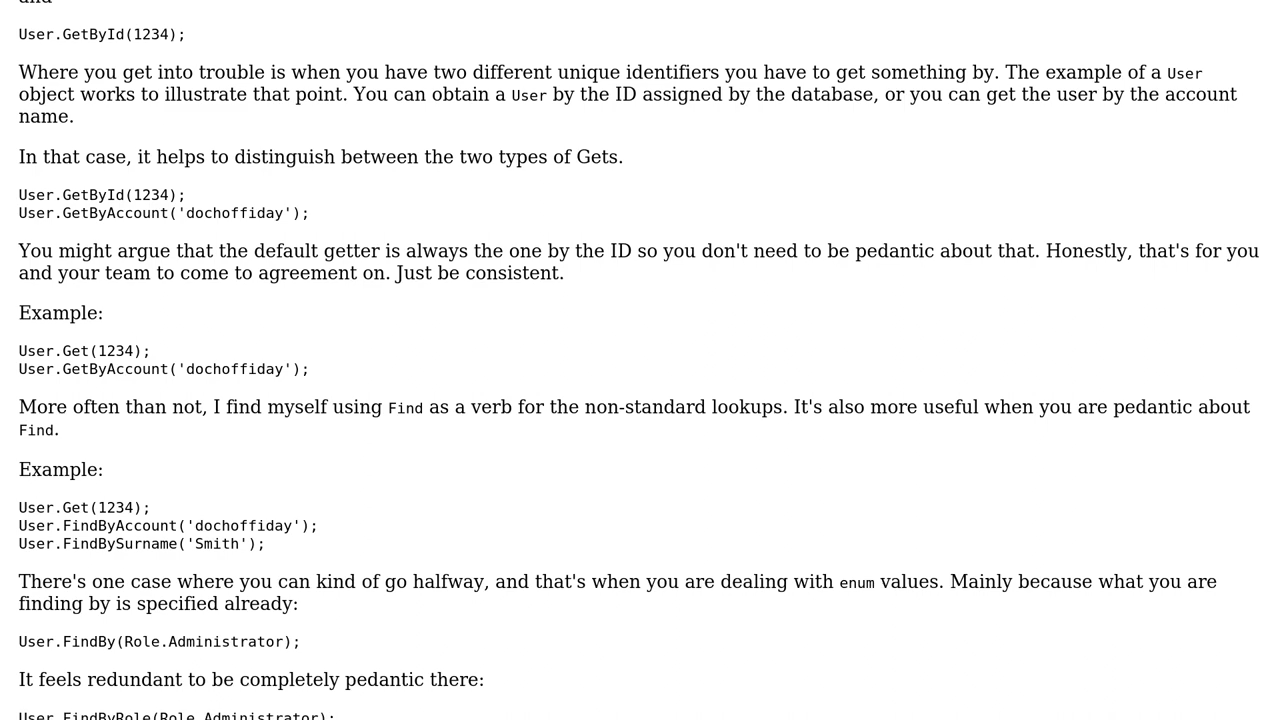 and
User.GetById(1234);
Where you get into trouble is when you have two different unique identifiers you have to get something by. The example of a User
object works to illustrate that point. You can obtain a User by the ID assigned by the database, or you can get the user by the account
name.
In that case, it helps to distinguish between the two types of Gets.
User.GetById(1234);
User.GetByAccount('dochoffiday');
You might argue that the default getter is always the one by the ID so you don't need to be pedantic about that. Honestly, that's for you
and your team to come to agreement on. Just be consistent.
Example:
User.Get(1234);
User.GetByAccount('dochoffiday');
More often than not, I find myself using Find as a verb for the non-standard lookups. It's also more useful when you are pedantic about
Find.
Example:
User.Get(1234);
User.FindByAccount('dochoffiday');
User.FindBySurname('Smith');
There's one case where you can kind of go halfway, and that's when you are dealing with enum values. Mainly because what you are
finding by is specified already:
User.FindBy(Role.Administrator);
It feels redundant to be completely pedantic there:
User.FindByRole(Role.Administrator);